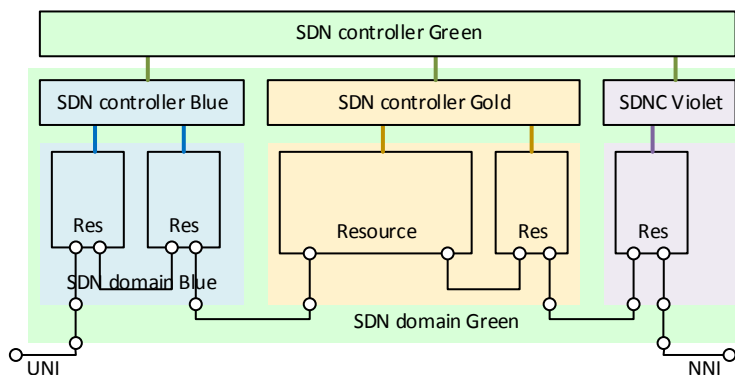 SDN controller Green
SDN controller Blue
SDN controller Gold
SDNC Violet
Res
Res
Resource
Res
Res
SDN domain Blue
SDN domain Green
UNI
NNI